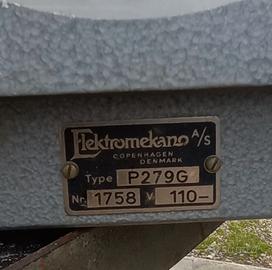 Elektromekano A/S
COPENHAGEN
DENMARK
Type P279G
Nr. 1758 V 110–